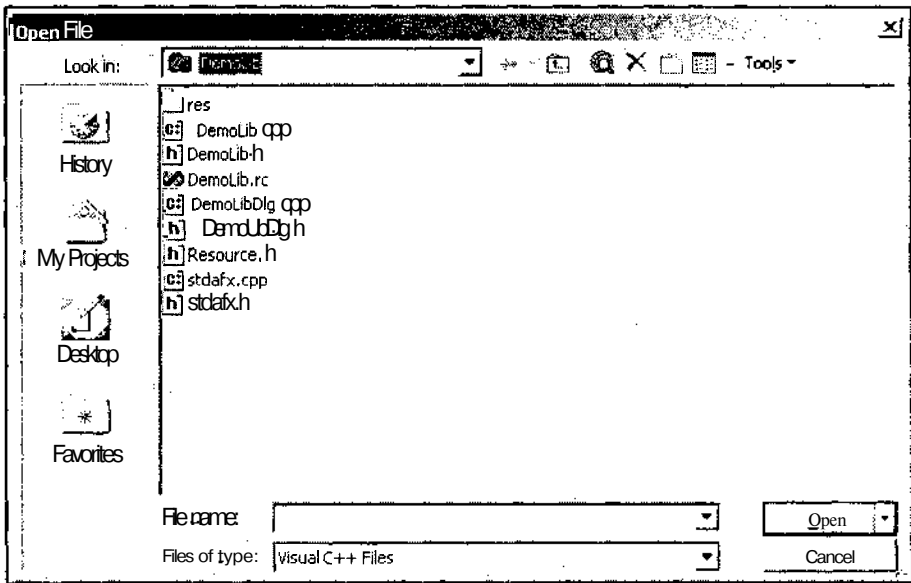 Open File
Look in:
Tools
res
DemoLib cpp
DemoLib.h
DemoLib.rc
DemoLibDlg cpp
DemoUbDlg h
Resource.h
stdafx.cpp
stdafx.h
History
My Projects
Desktop
Favorites
File name:
Open
Files of type:
Visual C++ Files
Cancel